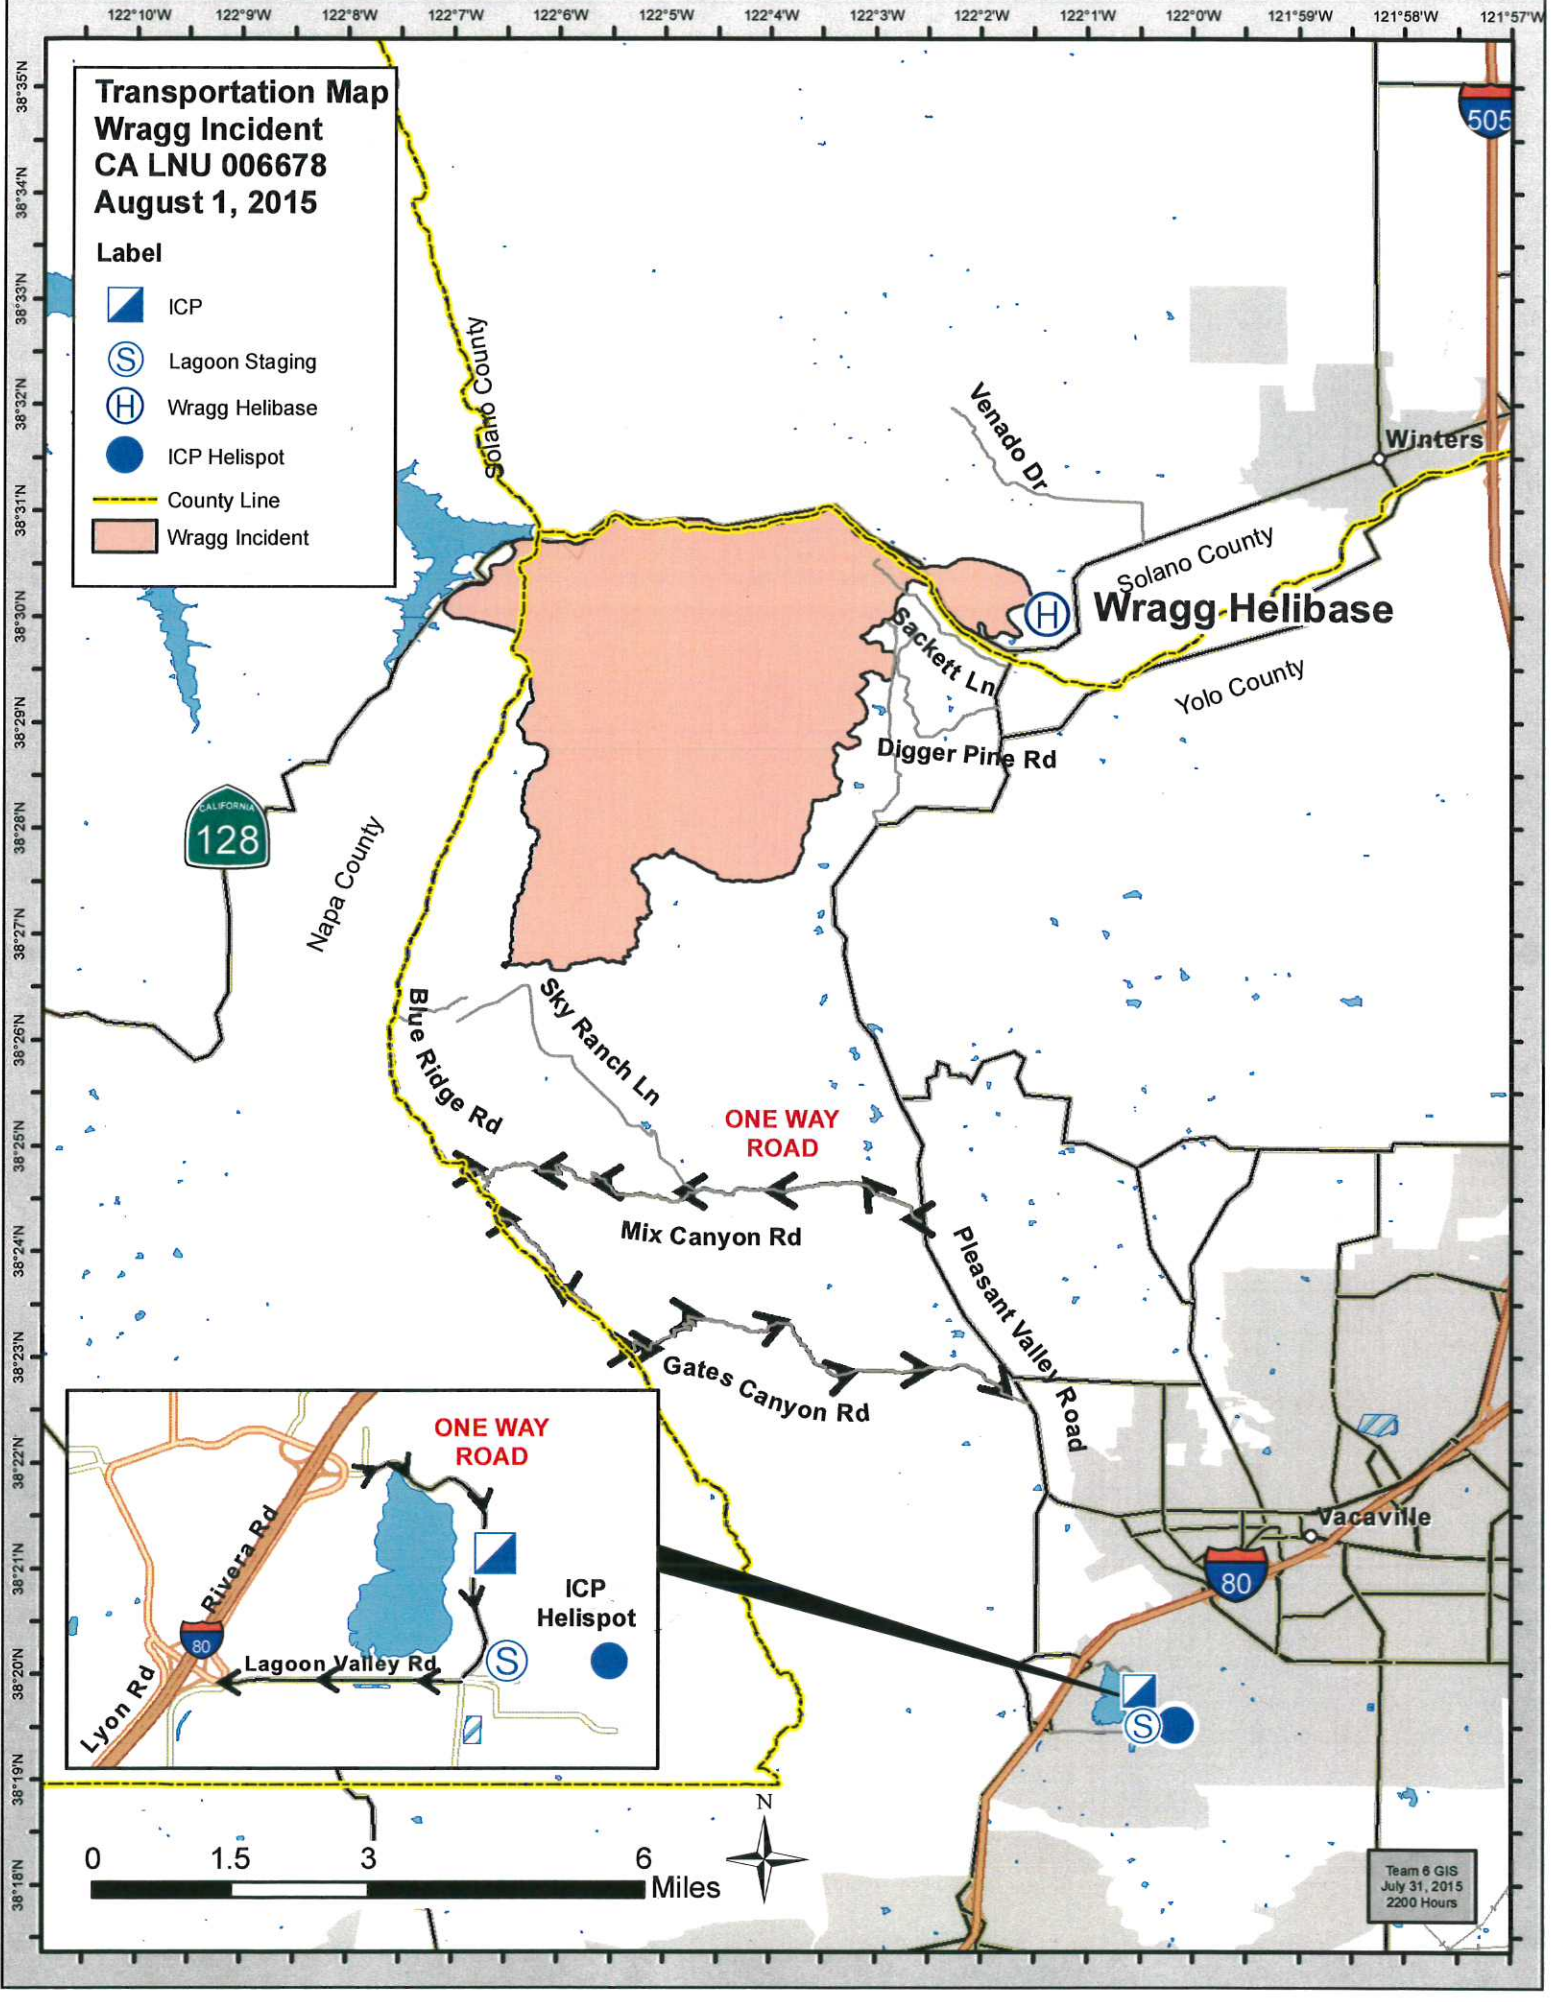 122°10'W 122°9'W 122°8'W 122°7'W 122°6'W 122°5'W 122°4'W 122°3'W 122°2'W 122°1'W 122°0'W 121°59'W 121°58'W 121°57'W
Transportation Map
Wragg Incident
CA LNU 006678
August 1, 2015
Label
ICP
S
Lagoon Staging
H
Wragg Helibase
ICP Helispot
County Line
Wragg Incident
38°35'N
38°34'N
38°33'N
38°32'N
38°31'N
38°30'N
38°29'N
38°28'N
38°27'N
38°26'N
38°25'N
38°24'N
38°23'N
38°22'N
38°21'N
38°20'N
38°19'N
38°18'N
505
Solano County
Venado Dr
Winters
Solano County
H
Wragg Helibase
Sackett Ln
Yolo County
Digger Pine Rd
CALIFORNIA
128
Napa County
Blue Ridge Rd
Sky Ranch Ln
ONE WAY
ROAD
Mix Canyon Rd
Pleasant Valley Road
Gates Canyon Rd
Vacaville
80
S
ONE WAY
ROAD
Rivera Rd
ICP
Helispot
80
Lagoon Valley Rd
S
Lyon Rd
N
0 1.5 3 6
Miles
Team 6 GIS
July 31, 2015
2200 Hours